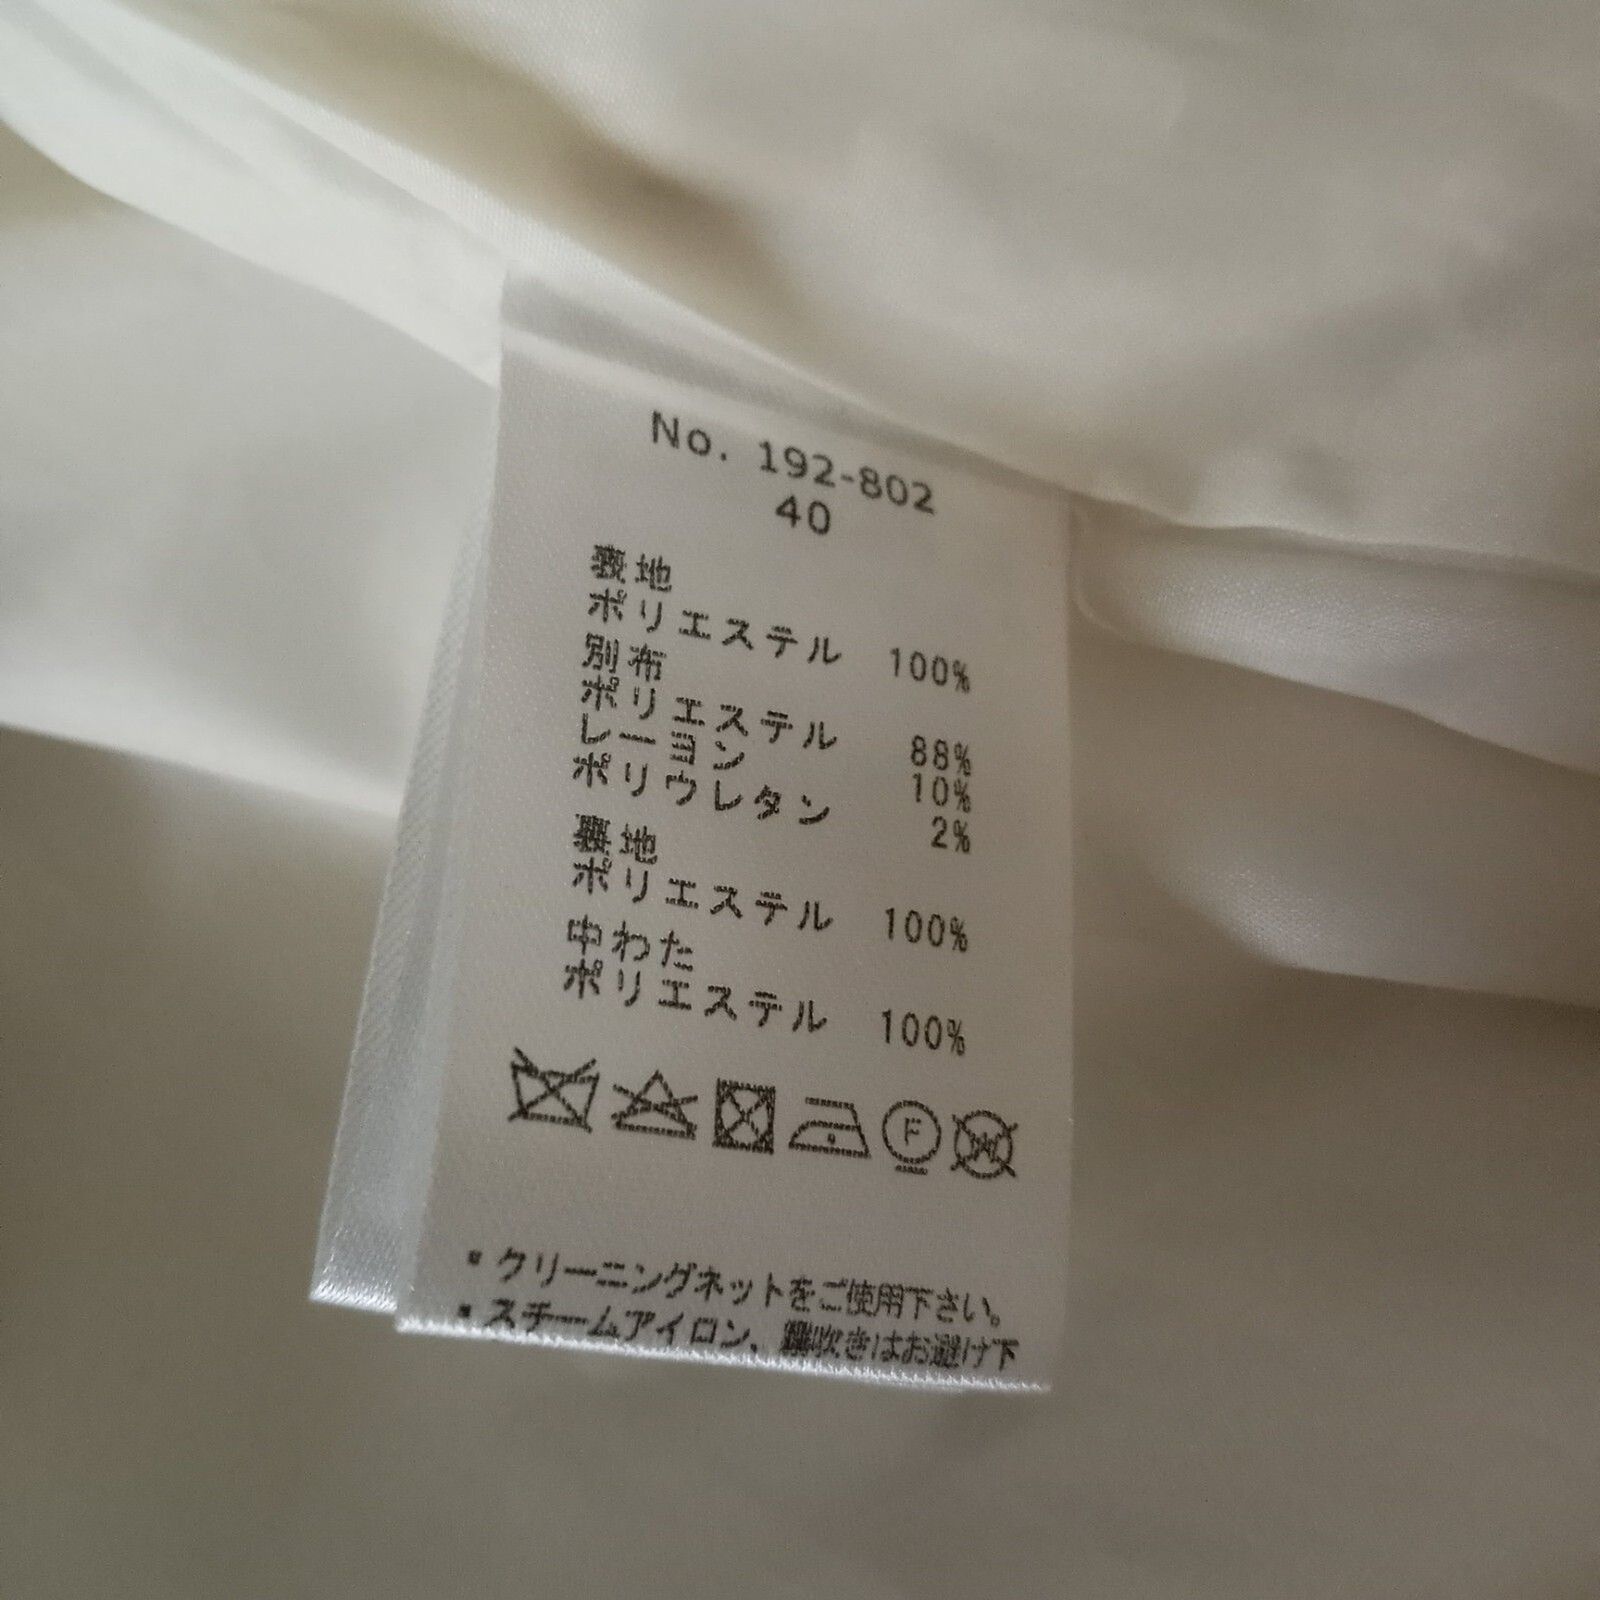 No. 192-802
40
表地
ポリエステル 100%
別布
ポリエステル 88%
レーヨン 10%
ポリウレタン 2%
裏地
ポリエステル 100%
中わた
ポリエステル 100%
F W
・クリーニングネットをご使用下さい。
・スチームアイロン、霧吹きはお避け下